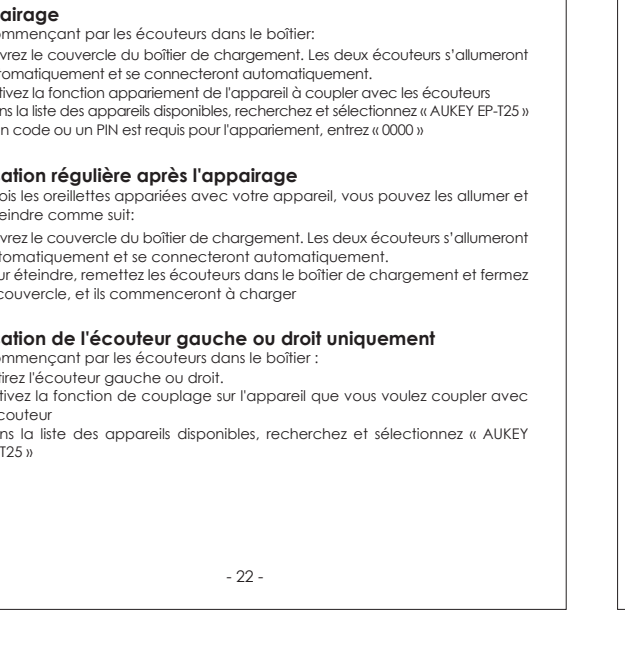 airage
ommençant par les écouteurs dans le boîtier:
vrez le couvercle du boîtier de chargement. Les deux écouteurs s’allumeront
tomatiquement et se connecteront automatiquement.
tivez la fonction appariement de l'appareil à coupler avec les écouteurs
ns la liste des appareils disponibles, recherchez et sélectionnez « AUKEY EP-T25 »
n code ou un PIN est requis pour l'appariement, entrez « 0000 »
ation régulière après l'appairage
ois les oreillettes appariées avec votre appareil, vous pouvez les allumer et
eindre comme suit:
vrez le couvercle du boîtier de chargement. Les deux écouteurs s’allumeront
tomatiquement et se connecteront automatiquement.
ur éteindre, remettez les écouteurs dans le boîtier de chargement et fermez
couvercle, et ils commenceront à charger
ation de l'écouteur gauche ou droit uniquement
ommençant par les écouteurs dans le boîtier :
tirez l'écouteur gauche ou droit.
tivez la fonction de couplage sur l'appareil que vous voulez coupler avec
couteur
ns la liste des appareils disponibles, recherchez et sélectionnez « AUKEY
T25 »
- 22 -